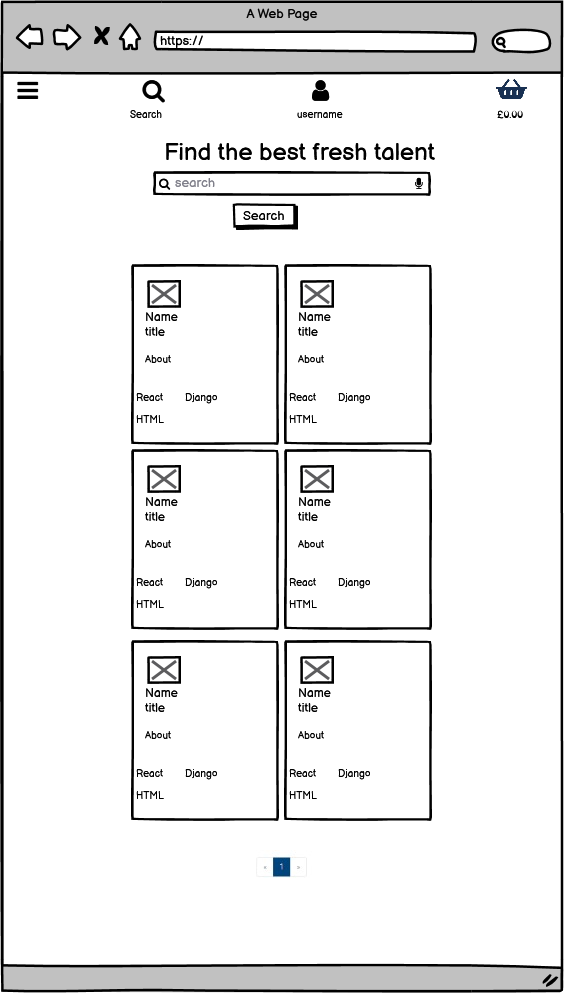 A Web Page
https://
Search username £0.00
Find the best fresh talent
search
Search
Name Name
title title
About About
React Django React Django
HTML HTML
Name Name
title title
About About
React Django React Django
HTML HTML
Name Name
title title
About About
React Django React Django
HTML HTML
« 1 »